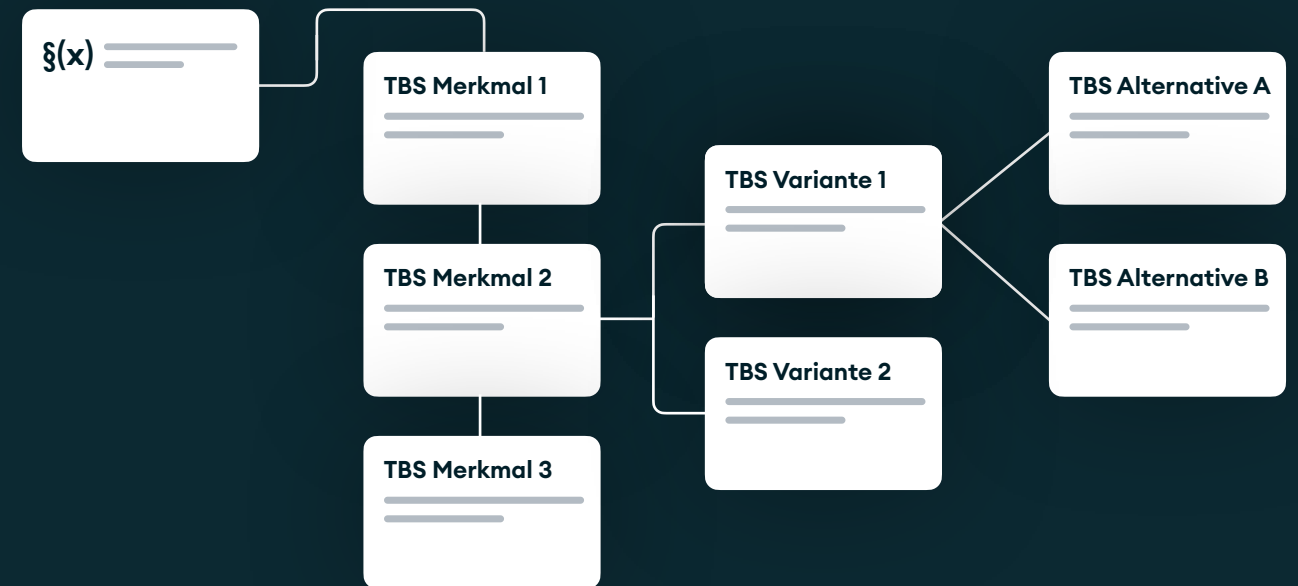 §(x)
TBS Merkmal 1
TBS Merkmal 2
TBS Merkmal 3
TBS Variante 1
TBS Variante 2
TBS Alternative A
TBS Alternative B